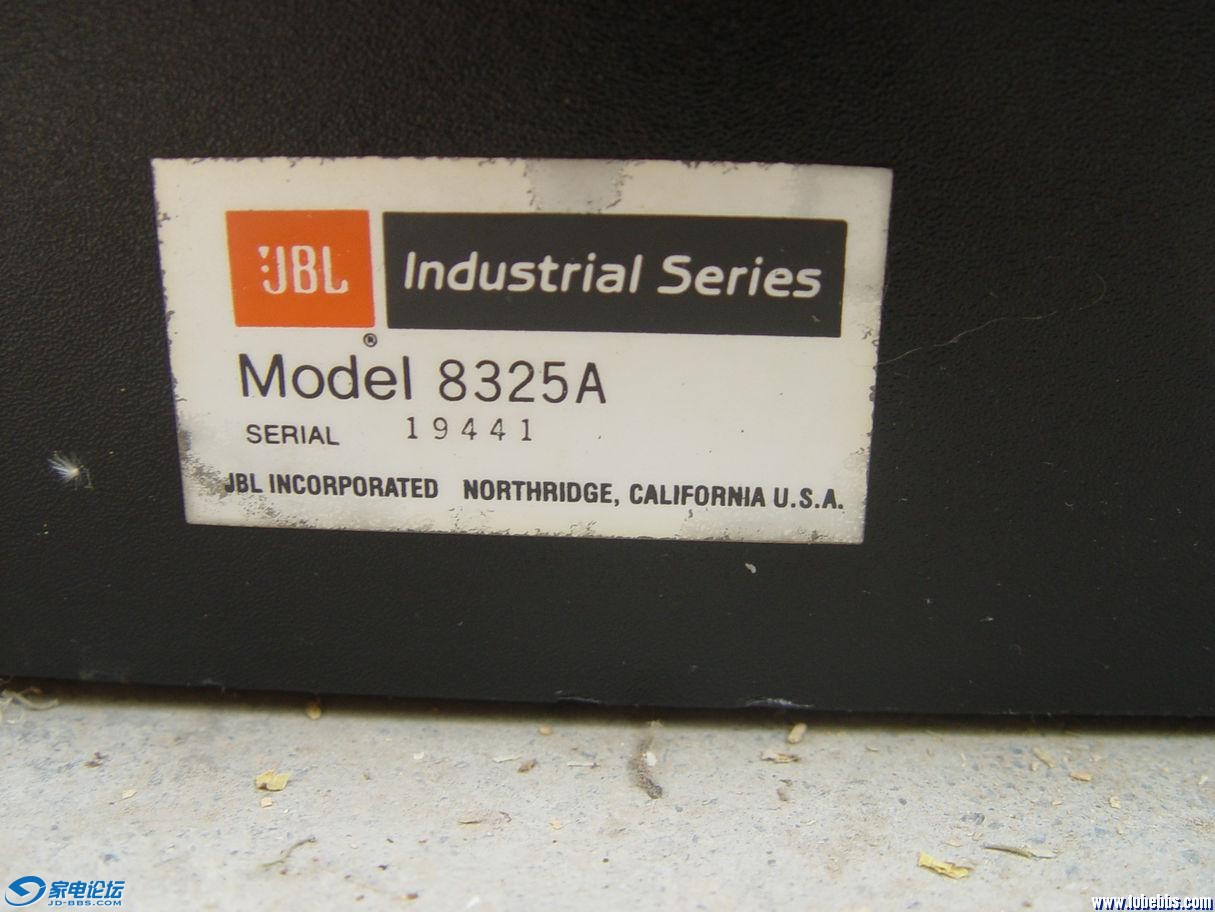 JBL Industrial Series
®
Model 8325A
SERIAL 19441
JBL INCORPORATED NORTHRIDGE, CALIFORNIA U.S.A.
家电论坛
JD-BBS.COM
www.lobebbs.com